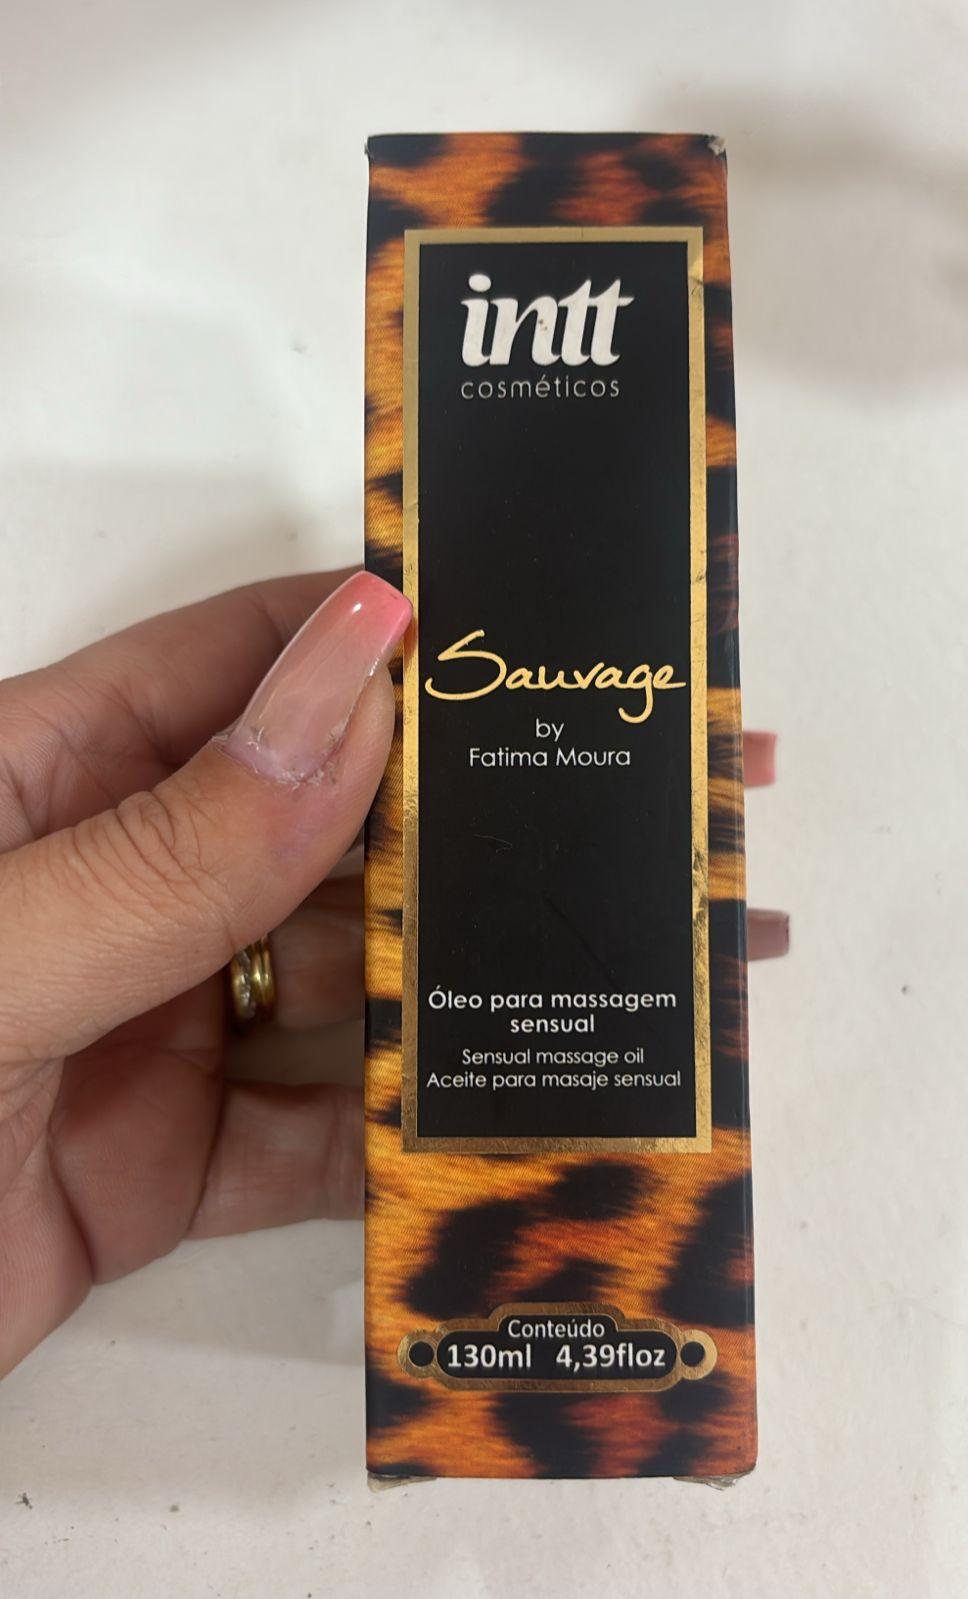 intt
cosméticos
Sauvage
by
Fatima Moura
Óleo para massagem
sensual
Sensual massage oil
Aceite para masaje sensual
Conteúdo
130ml 4,39floz